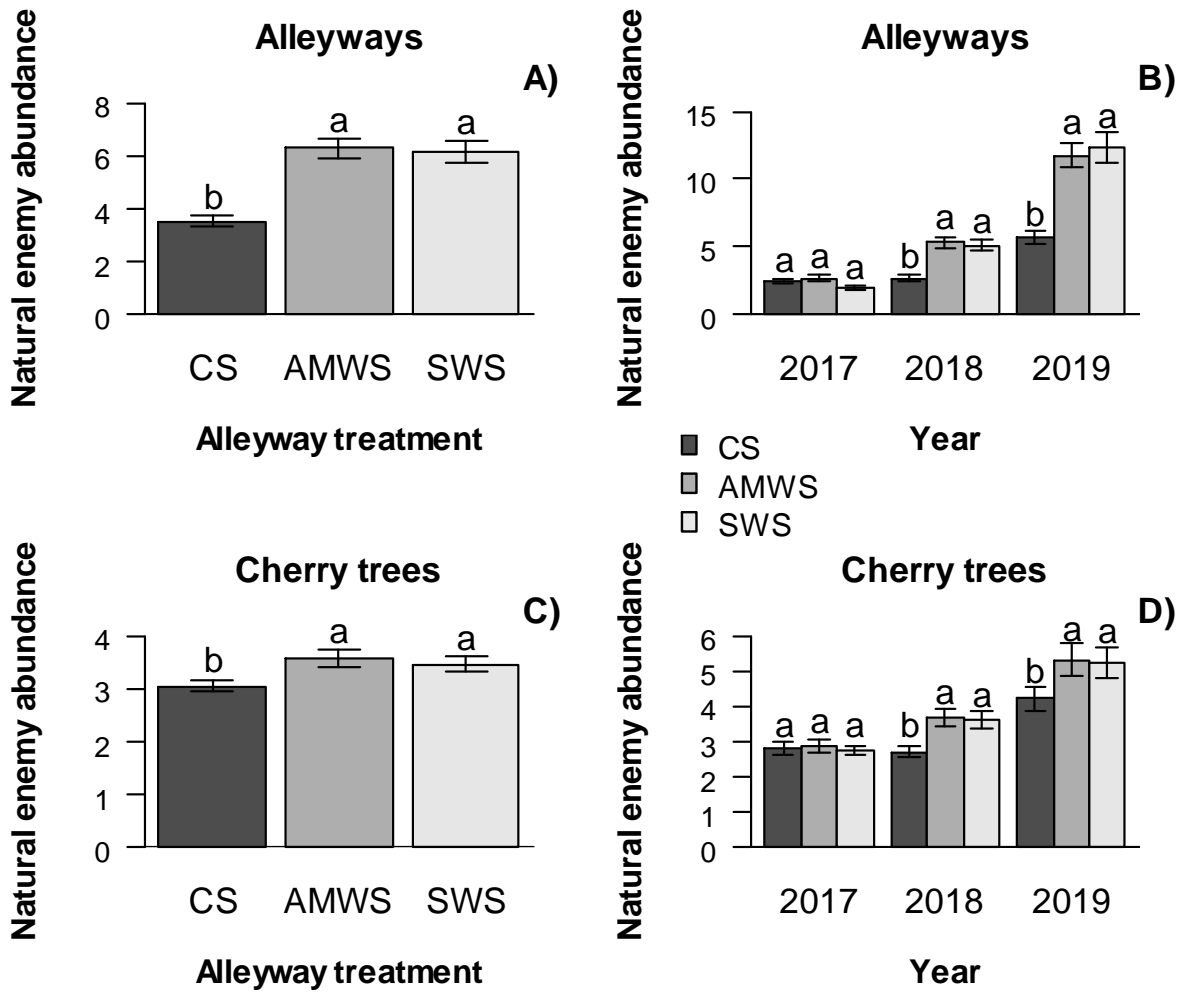 Alleyways
A)
Natural enemy abundance
8
6
4
2
0
b
a
a
CS AMWS SWS
Alleyway treatment
Alleyways
B)
Natural enemy abundance
15
10
5
0
a a a
b a a
b a a
2017 2018 2019
Year
CS
AMWS
SWS
Cherry trees
C)
Natural enemy abundance
4
3
2
1
0
b
a
a
CS AMWS SWS
Alleyway treatment
Cherry trees
D)
Natural enemy abundance
6
5
4
3
2
1
0
a a a
b a a
b a a
2017 2018 2019
Year